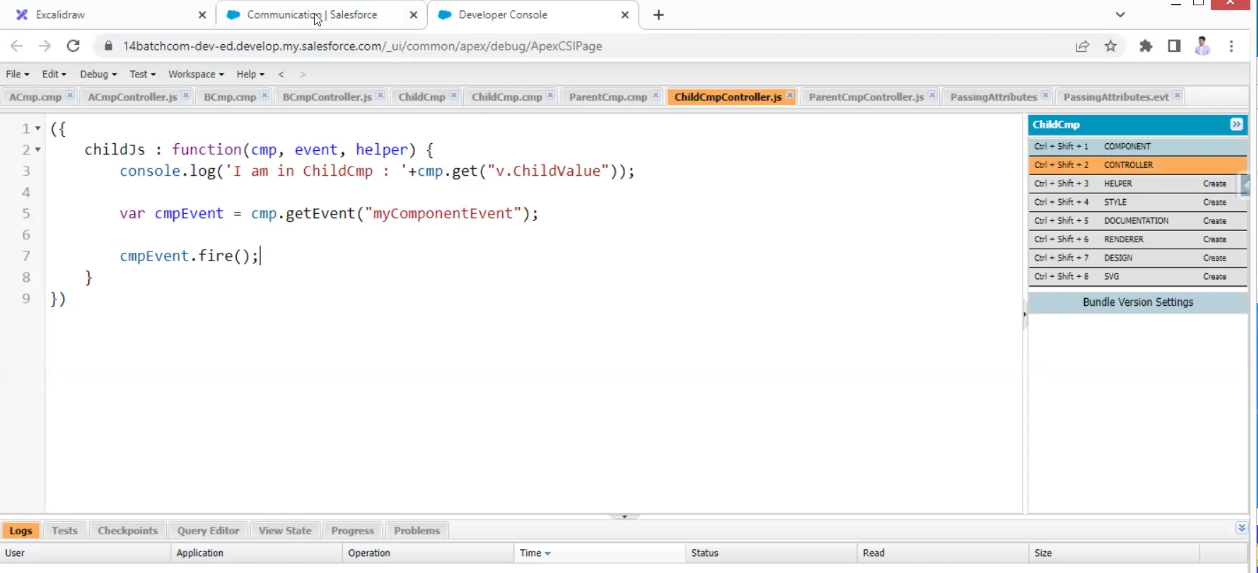 Excalidraw Communication | Salesforce Developer Console
14batchcom-dev-ed.develop.my.salesforce.com/_ui/common/apex/debug/ApexCSIPage
File Edit Debug Test Workspace Help < >
ACmp.cmp ACmpController.js BCmp.cmp BCmpController.js ChildCmp ChildCmp.cmp ParentCmp.cmp ChildCmpController.js ParentCmpController.js PassingAttributes PassingAttributes.evt
1 ({
2 childJs : function(cmp, event, helper) {
3 console.log('I am in ChildCmp : '+cmp.get("v.ChildValue"));
4
5 var cmpEvent = cmp.getEvent("myComponentEvent");
6
7 cmpEvent.fire();
8 }
9 })
ChildCmp
Ctrl + Shift + 1 COMPONENT
Ctrl + Shift + 2 CONTROLLER
Ctrl + Shift + 3 HELPER Create
Ctrl + Shift + 4 STYLE Create
Ctrl + Shift + 5 DOCUMENTATION Create
Ctrl + Shift + 6 RENDERER Create
Ctrl + Shift + 7 DESIGN Create
Ctrl + Shift + 8 SVG Create
Bundle Version Settings
Logs Tests Checkpoints Query Editor View State Progress Problems
User Application Operation Time Status Read Size